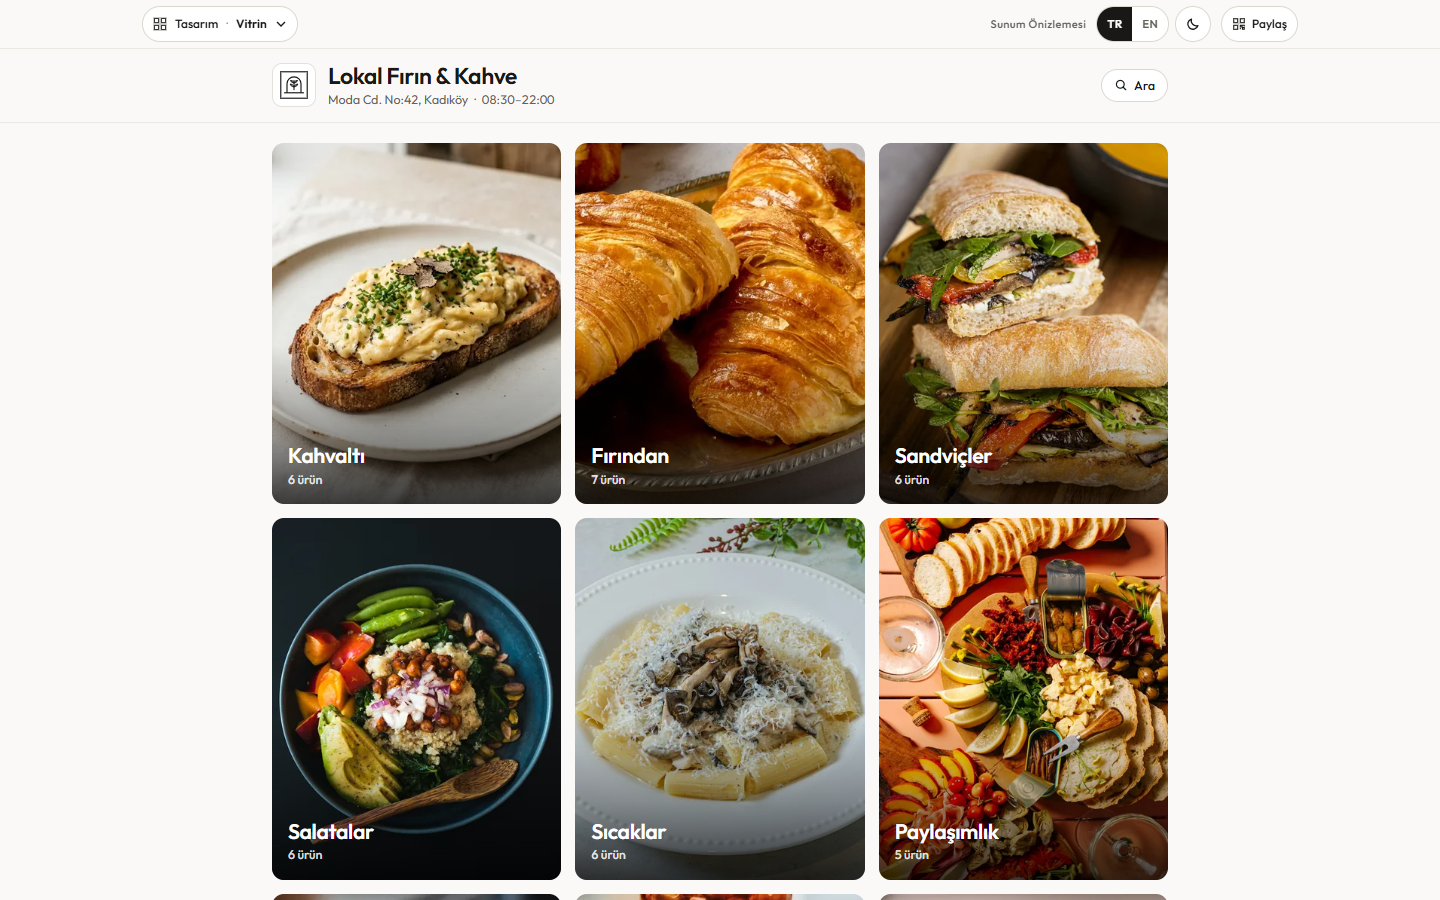 Tasarım · Vitrin
Sunum Önizlemesi
TR EN
Paylaş
Lokal Fırın & Kahve
Moda Cd. No:42, Kadıköy · 08:30–22:00
Ara
Kahvaltı
6 ürün
Fırından
7 ürün
Sandviçler
6 ürün
Salatalar
6 ürün
Sıcaklar
6 ürün
Paylaşımlık
5 ürün